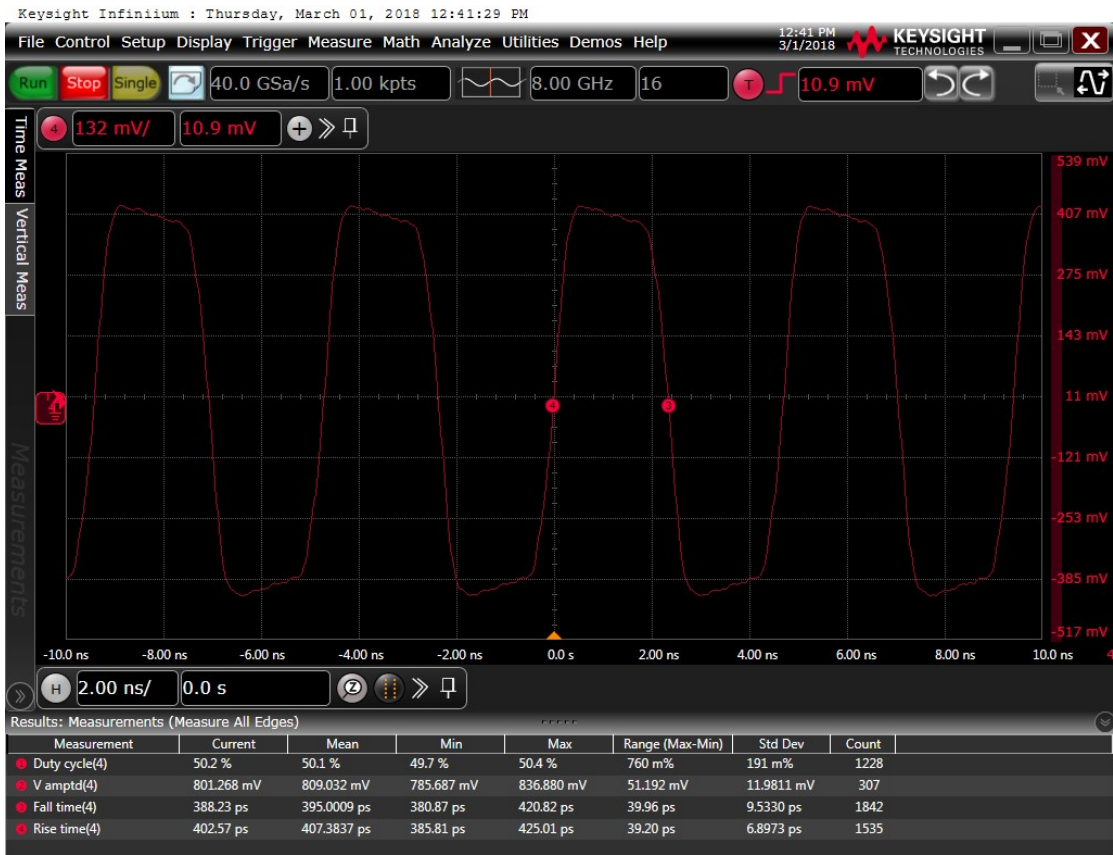 Keysight Infiniium : Thursday, March 01, 2018 12:41:29 PM
File Control Setup Display Trigger Measure Math Analyze Utilities Demos Help
12:41 PM
3/1/2018
KEYSIGHT
TECHNOLOGIES
X
Run Stop Single 40.0 GSa/s 1.00 kpts 8.00 GHz 16 T 10.9 mV
Time Meas
Vertical Meas
Measurements
4 132 mV/ 10.9 mV +
539 mV
407 mV
275 mV
143 mV
11 mV
-121 mV
-253 mV
-385 mV
-517 mV
4 3
-10.0 ns -8.00 ns -6.00 ns -4.00 ns -2.00 ns 0.0 s 2.00 ns 4.00 ns 6.00 ns 8.00 ns 10.0 ns 4
H 2.00 ns/ 0.0 s Z
Results: Measurements (Measure All Edges)
Measurement Current Mean Min Max Range (Max-Min) Std Dev Count
1 Duty cycle(4) 50.2 % 50.1 % 49.7 % 50.4 % 760 m% 191 m% 1228
2 V amptd(4) 801.268 mV 809.032 mV 785.687 mV 836.880 mV 51.192 mV 11.9811 mV 307
3 Fall time(4) 388.23 ps 395.0009 ps 380.87 ps 420.82 ps 39.96 ps 9.5330 ps 1842
4 Rise time(4) 402.57 ps 407.3837 ps 385.81 ps 425.01 ps 39.20 ps 6.8973 ps 1535